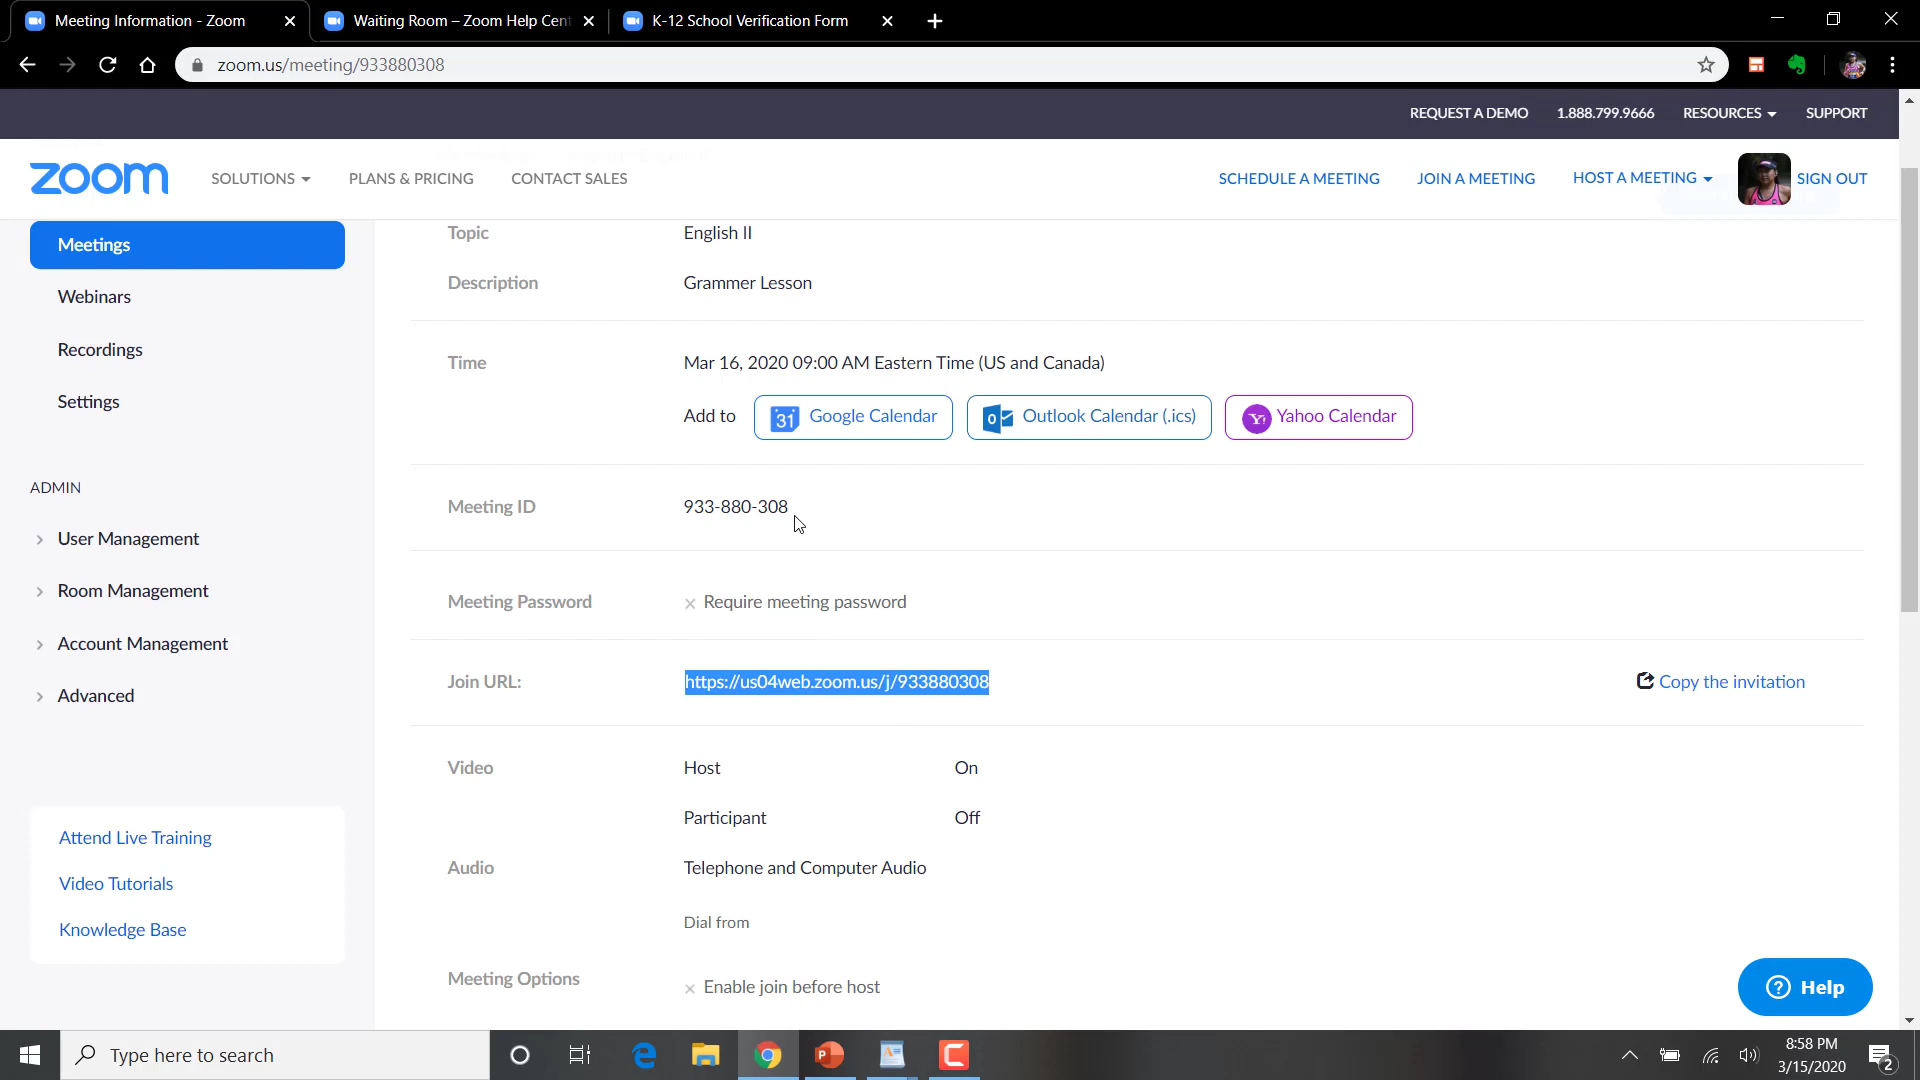 Meeting Information - Zoom
Waiting Room – Zoom Help Cent
K-12 School Verification Form
zoom.us/meeting/933880308
REQUEST A DEMO 1.888.799.9666 RESOURCES SUPPORT
zoom SOLUTIONS PLANS & PRICING CONTACT SALES SCHEDULE A MEETING JOIN A MEETING HOST A MEETING SIGN OUT
Meetings
Webinars
Recordings
Settings
ADMIN
User Management
Room Management
Account Management
Advanced
Attend Live Training
Video Tutorials
Knowledge Base
Topic English II
Description Grammer Lesson
Time Mar 16, 2020 09:00 AM Eastern Time (US and Canada)
Add to 31 Google Calendar Outlook Calendar (.ics) Y! Yahoo Calendar
Meeting ID 933-880-308
Meeting Password × Require meeting password
Join URL: https://us04web.zoom.us/j/933880308 Copy the invitation
Video Host On
Participant Off
Audio Telephone and Computer Audio
Dial from
Meeting Options × Enable join before host
? Help
Type here to search
8:58 PM
3/15/2020
2